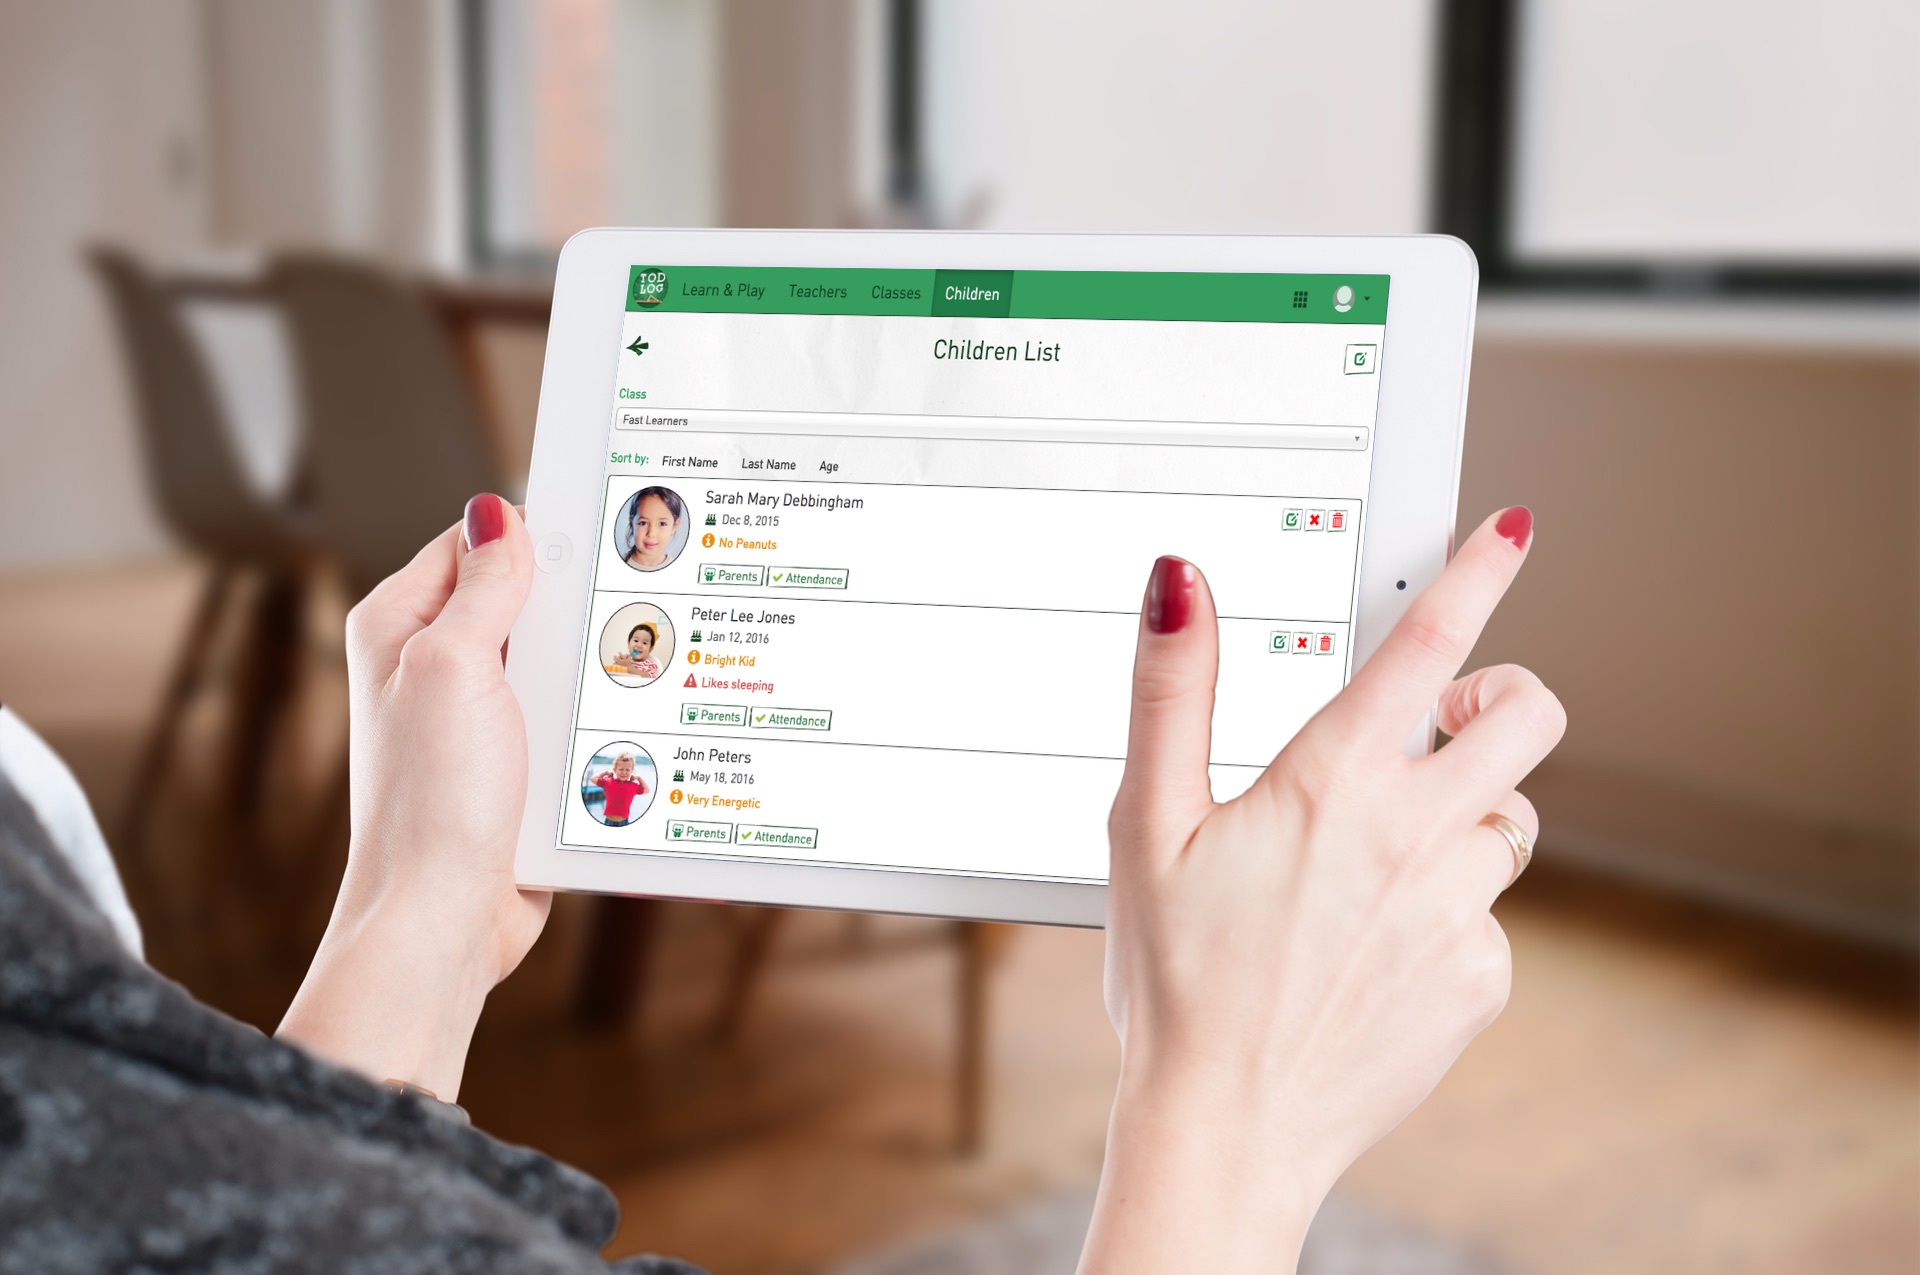 TOD
LOG
Learn & Play Teachers Classes Children
Children List
Class
Fast Learners
Sort by: First Name Last Name Age
Sarah Mary Debbingham
Dec 8, 2015
No Peanuts
Parents Attendance
Peter Lee Jones
Jan 12, 2016
Bright Kid
Likes sleeping
Parents Attendance
John Peters
May 18, 2016
Very Energetic
Parents Attendance